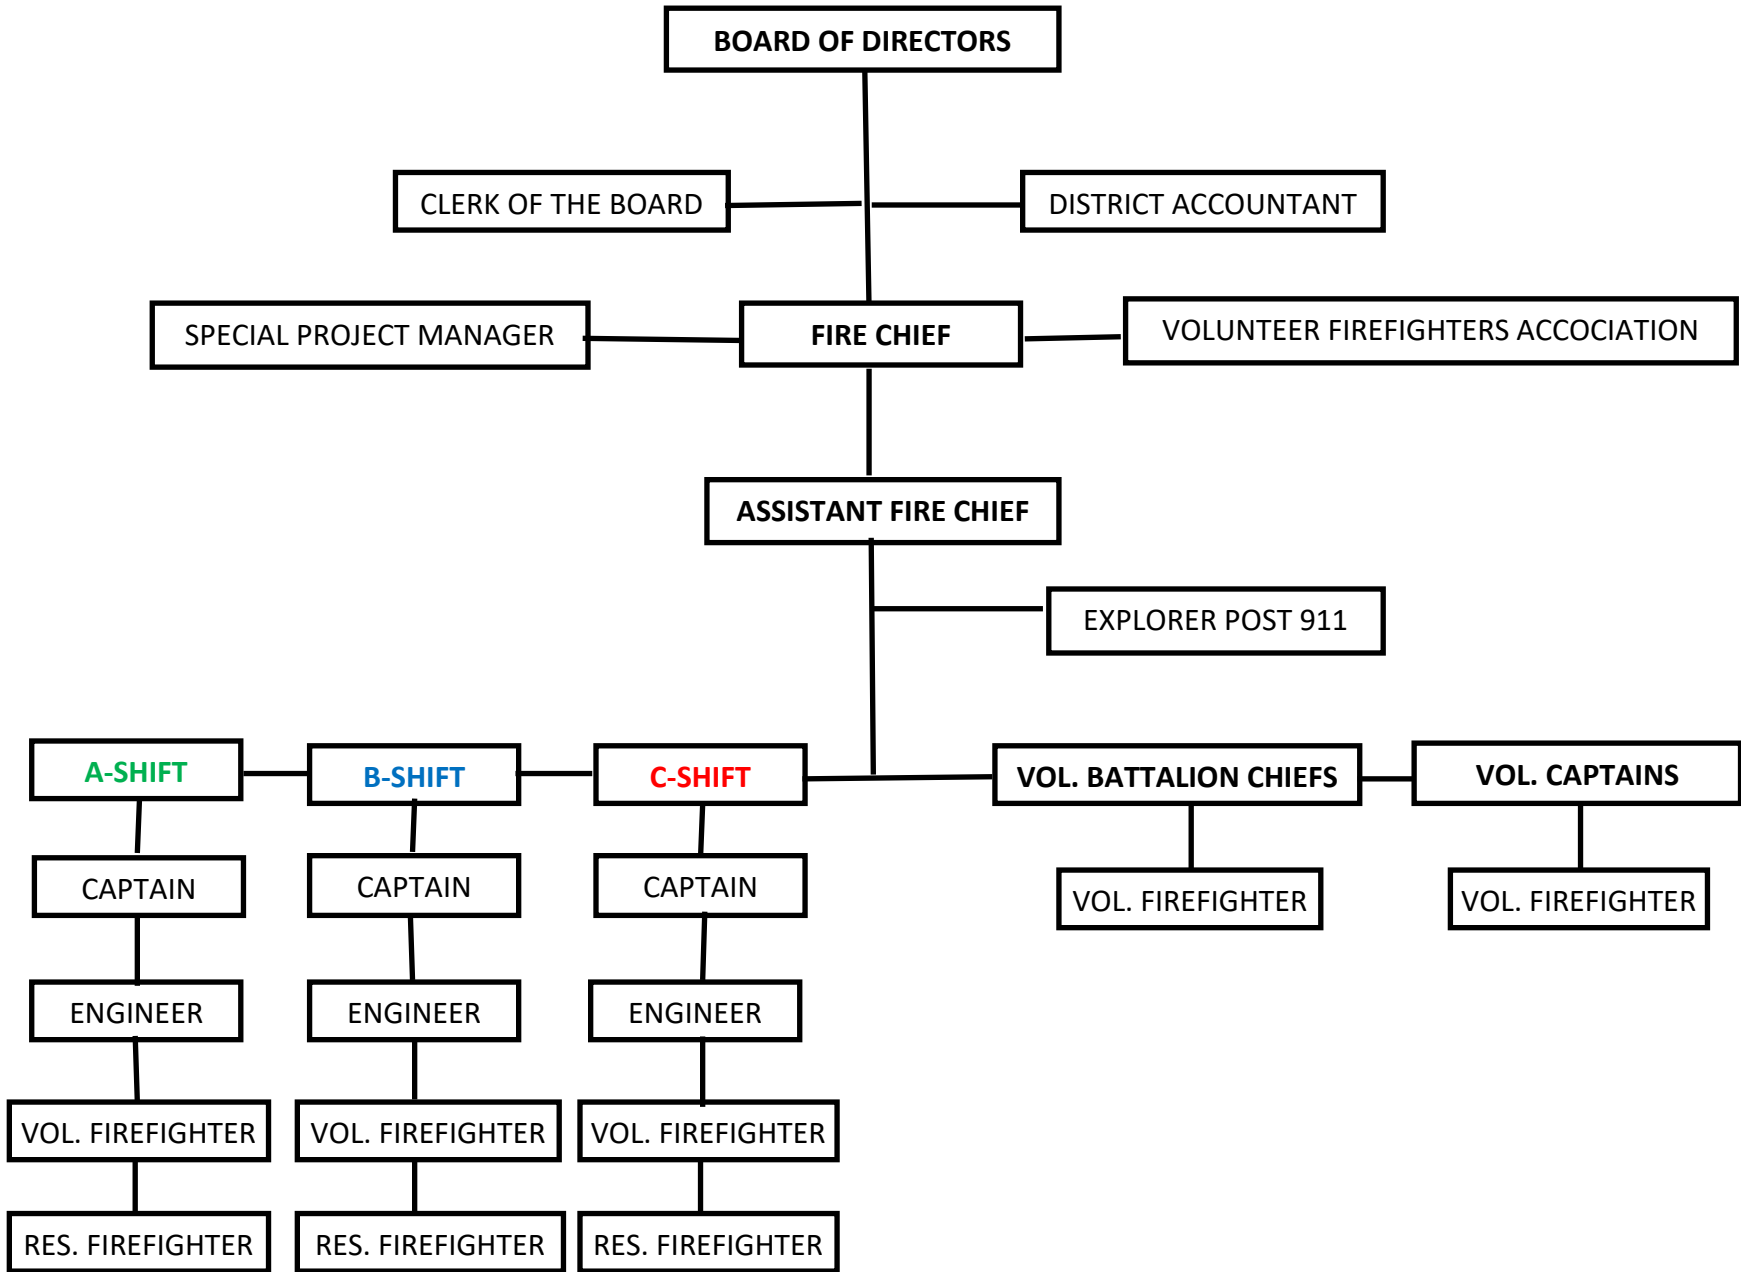 BOARD OF DIRECTORS
CLERK OF THE BOARD
DISTRICT ACCOUNTANT
SPECIAL PROJECT MANAGER
FIRE CHIEF
VOLUNTEER FIREFIGHTERS ACCOCIATION
ASSISTANT FIRE CHIEF
EXPLORER POST 911
A-SHIFT
B-SHIFT
C-SHIFT
VOL. BATTALION CHIEFS
VOL. CAPTAINS
CAPTAIN
CAPTAIN
CAPTAIN
VOL. FIREFIGHTER
VOL. FIREFIGHTER
ENGINEER
ENGINEER
ENGINEER
VOL. FIREFIGHTER
VOL. FIREFIGHTER
VOL. FIREFIGHTER
RES. FIREFIGHTER
RES. FIREFIGHTER
RES. FIREFIGHTER